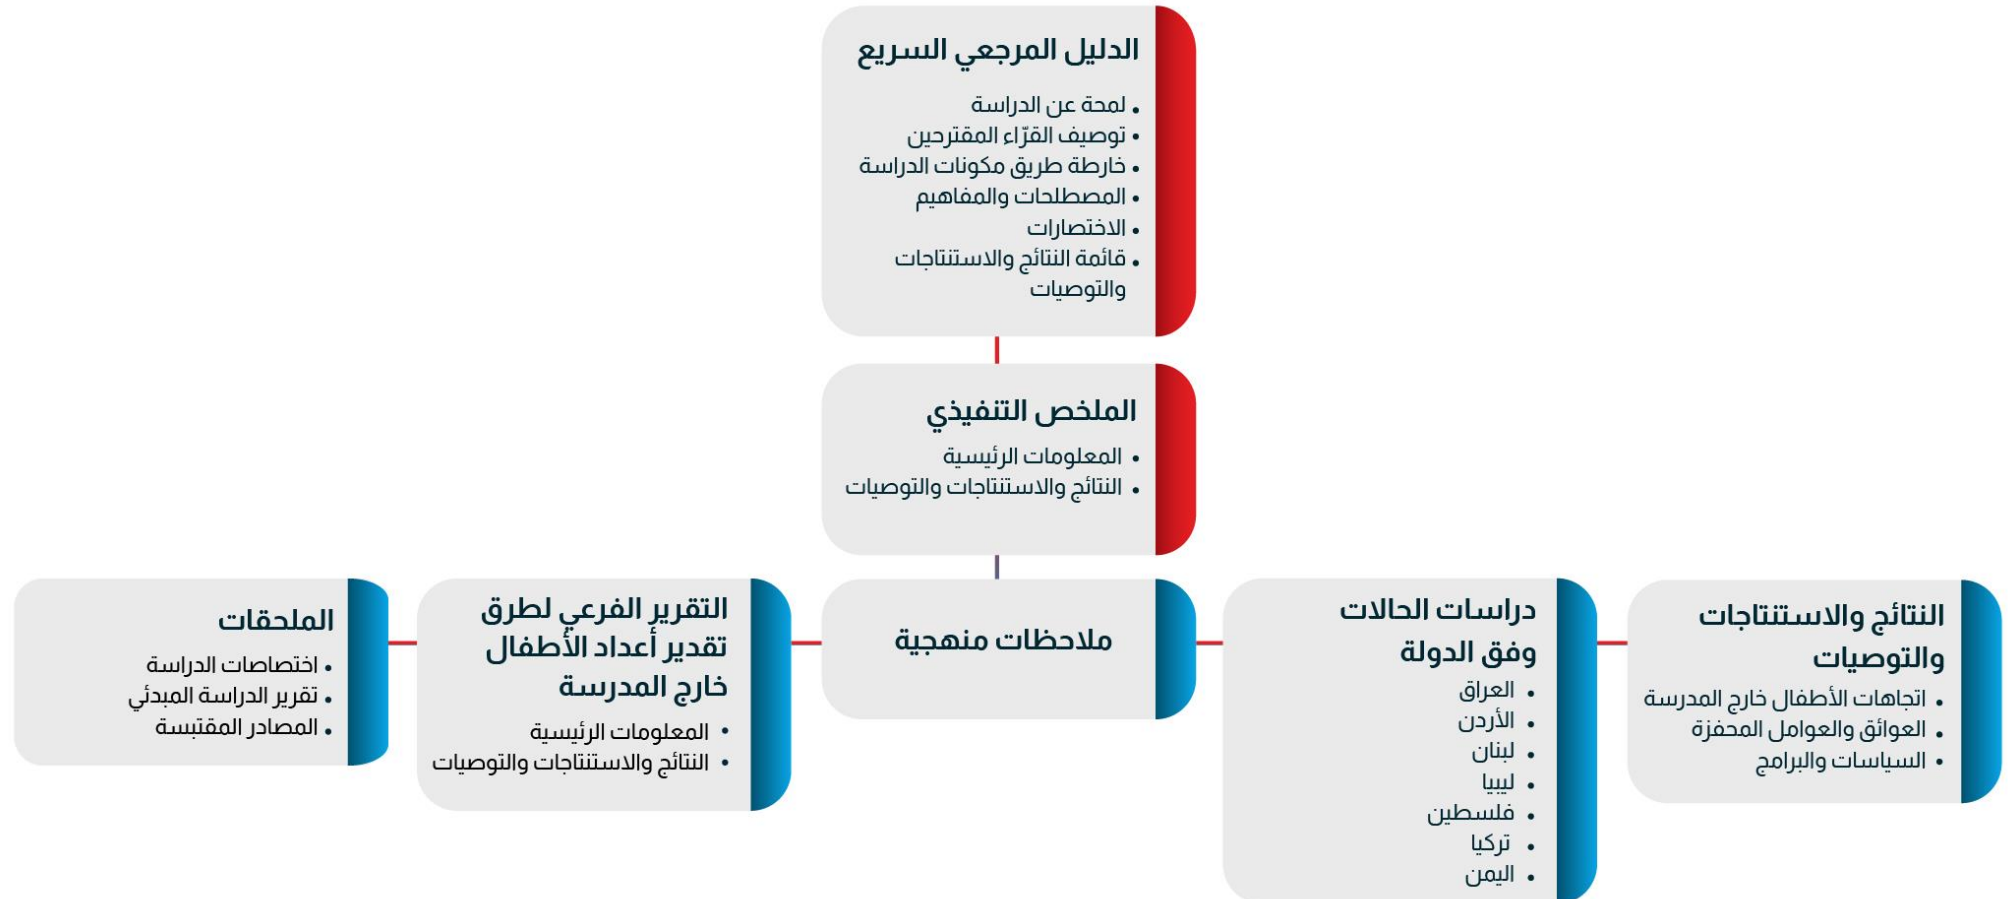 الدليل المرجعي السريع
• لمحة عن الدراسة
• توصيف القرّاء المقترحين
• خارطة طريق مكونات الدراسة
• المصطلحات والمفاهيم
• الاختصارات
• قائمة النتائج والاستنتاجات
والتوصيات
الملخص التنفيذي
• المعلومات الرئيسية
• النتائج والاستنتاجات والتوصيات
النتائج والاستنتاجات
والتوصيات
• اتجاهات الأطفال خارج المدرسة
• العوائق والعوامل المحفزة
• السياسات والبرامج
دراسات الحالات
وفق الدولة
• العراق
• الأردن
• لبنان
• ليبيا
• فلسطين
• تركيا
• اليمن
ملاحظات منهجية
التقرير الفرعي لطرق
تقدير أعداد الأطفال
خارج المدرسة
• المعلومات الرئيسية
• النتائج والاستنتاجات والتوصيات
الملحقات
• اختصاصات الدراسة
• تقرير الدراسة المبدئي
• المصادر المقتبسة